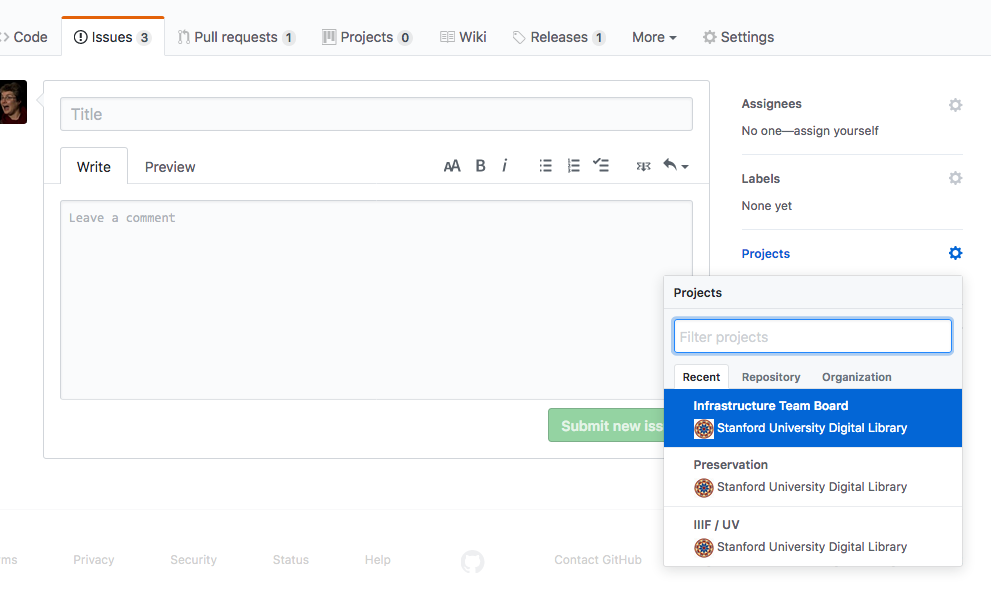 Code Issues 3 Pull requests 1 Projects 0 Wiki Releases 1 More Settings
Title
Write Preview AA B i
Leave a comment
Submit new iss
Assignees
No one—assign yourself
Labels
None yet
Projects
Projects
Filter projects
Recent Repository Organization
Infrastructure Team Board
Stanford University Digital Library
Preservation
Stanford University Digital Library
IIIF / UV
Stanford University Digital Library
ms Privacy Security Status Help Contact GitHub